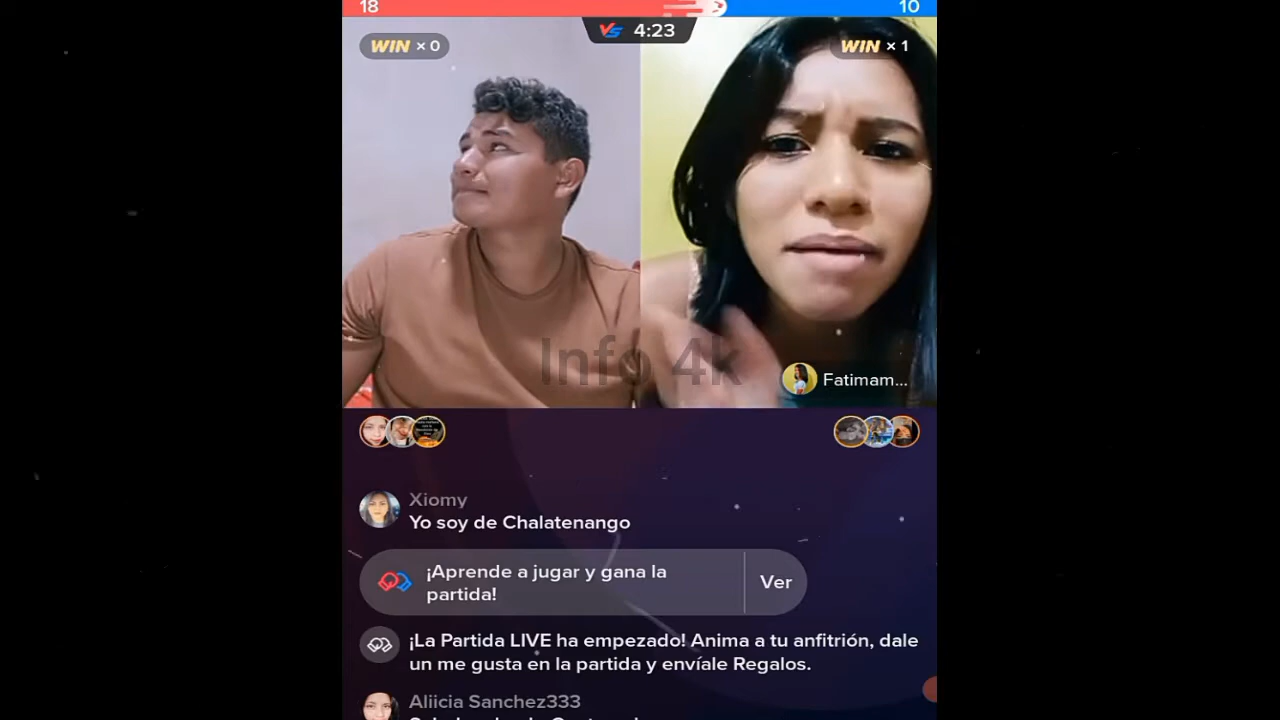 18
10
VS 4:23
WIN × 0
WIN × 1
Info 4k
Fatimam...
Xiomy
Yo soy de Chalatenango
¡Aprende a jugar y gana la
partida!
Ver
¡La Partida LIVE ha empezado! Anima a tu anfitrión, dale
un me gusta en la partida y envíale Regalos.
Aliicia Sanchez333